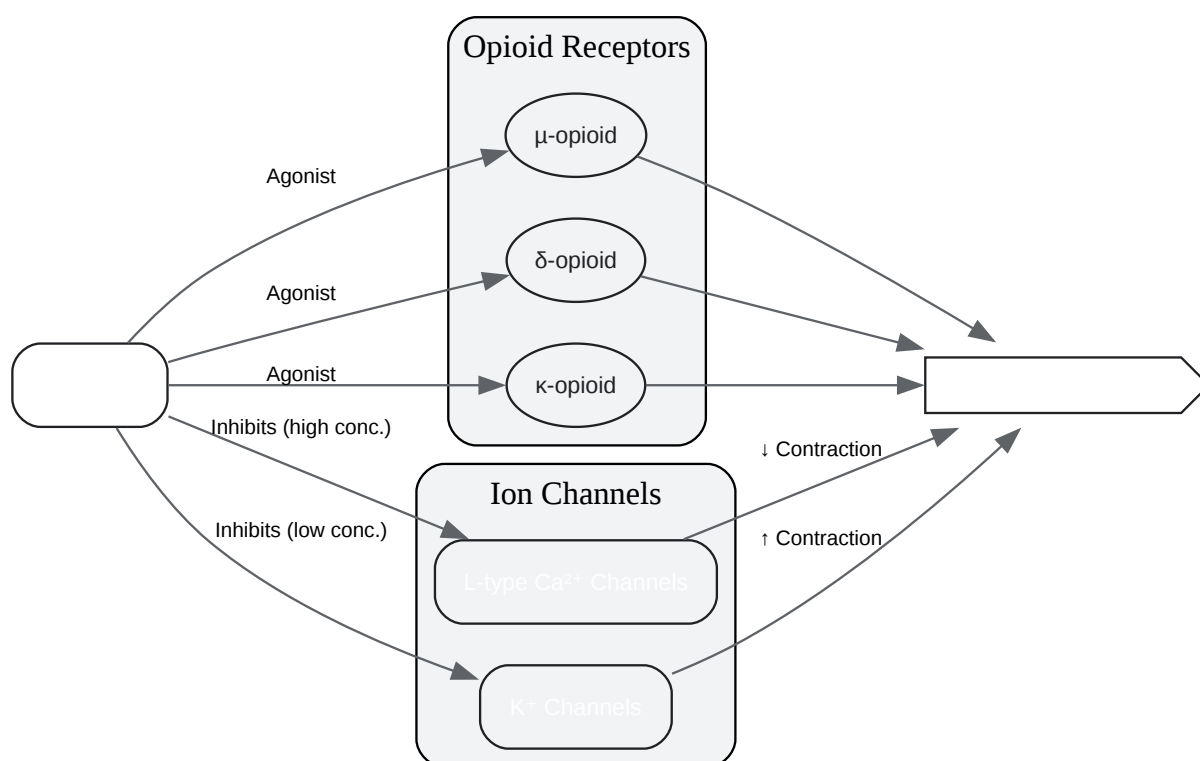 Opioid Receptors
μ-opioid
Agonist
δ-opioid
Agonist
κ-opioid
Agonist
Inhibits (high conc.)
↓ Contraction
Ion Channels
Inhibits (low conc.)
↑ Contraction
L-type Ca²⁺ Channels
K⁺ Channels